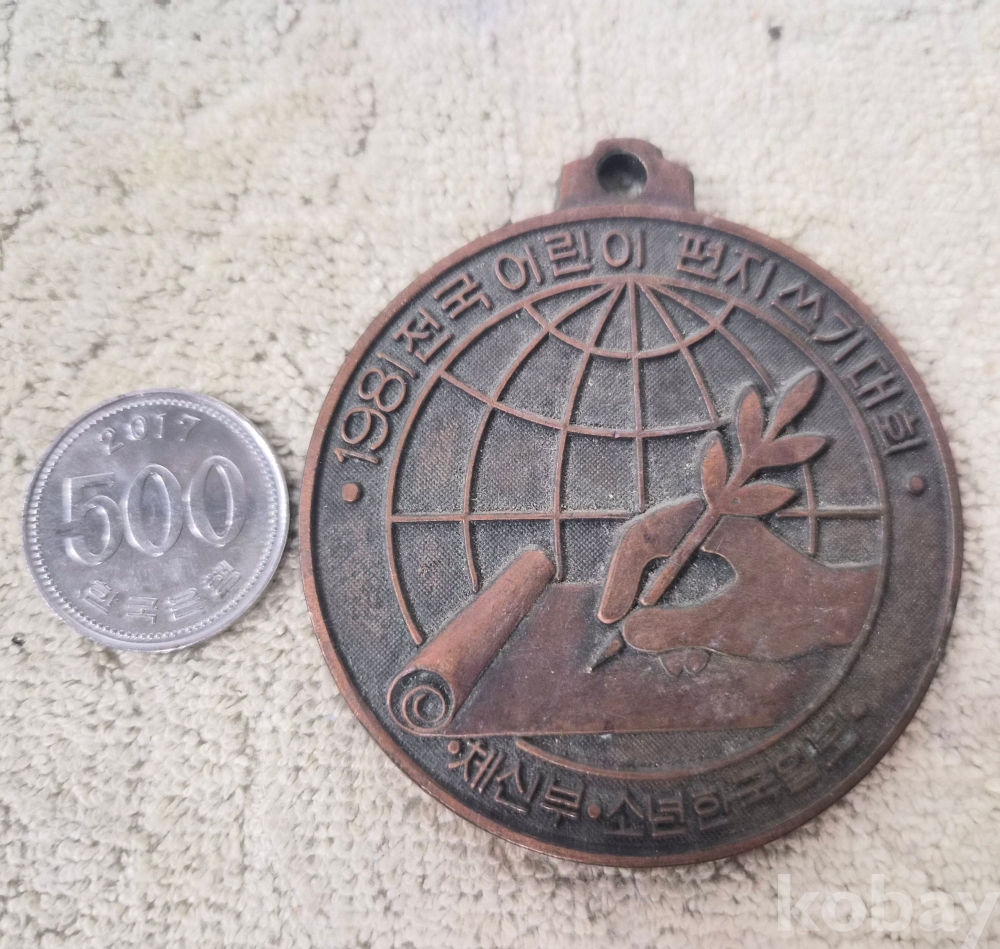 2017
500
한국은행
1981 전국 어린이 편지 쓰기 대회
·체신부·소년한국일보·
kobay